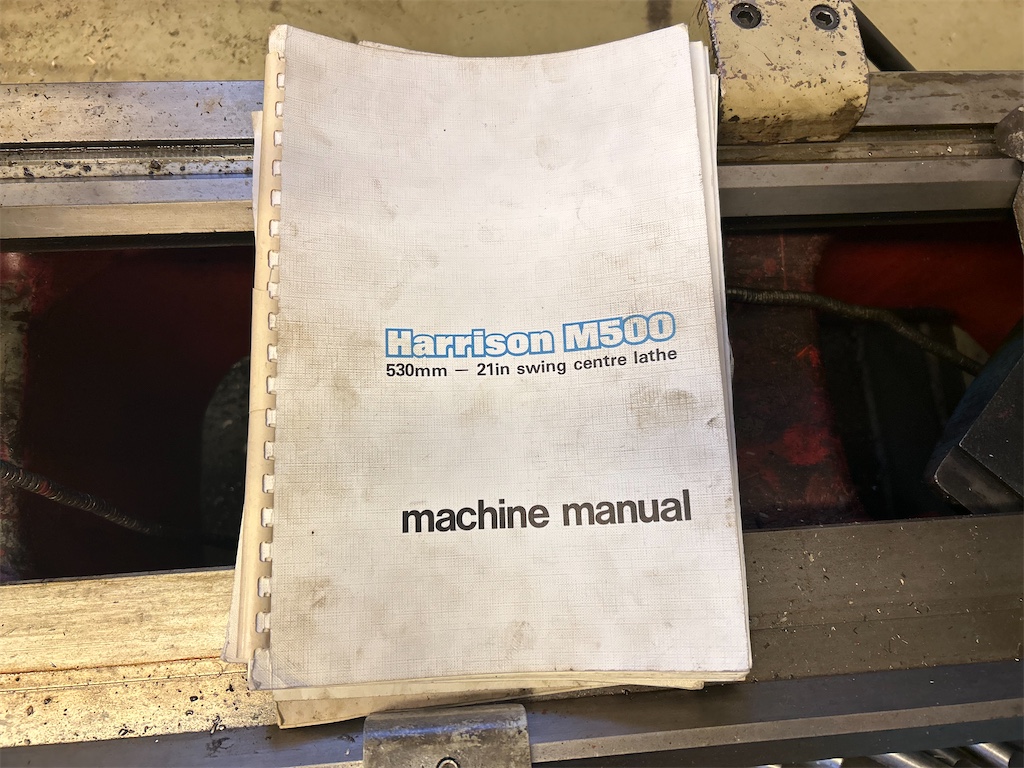 Harrison M500
530mm — 21in swing centre lathe
machine manual